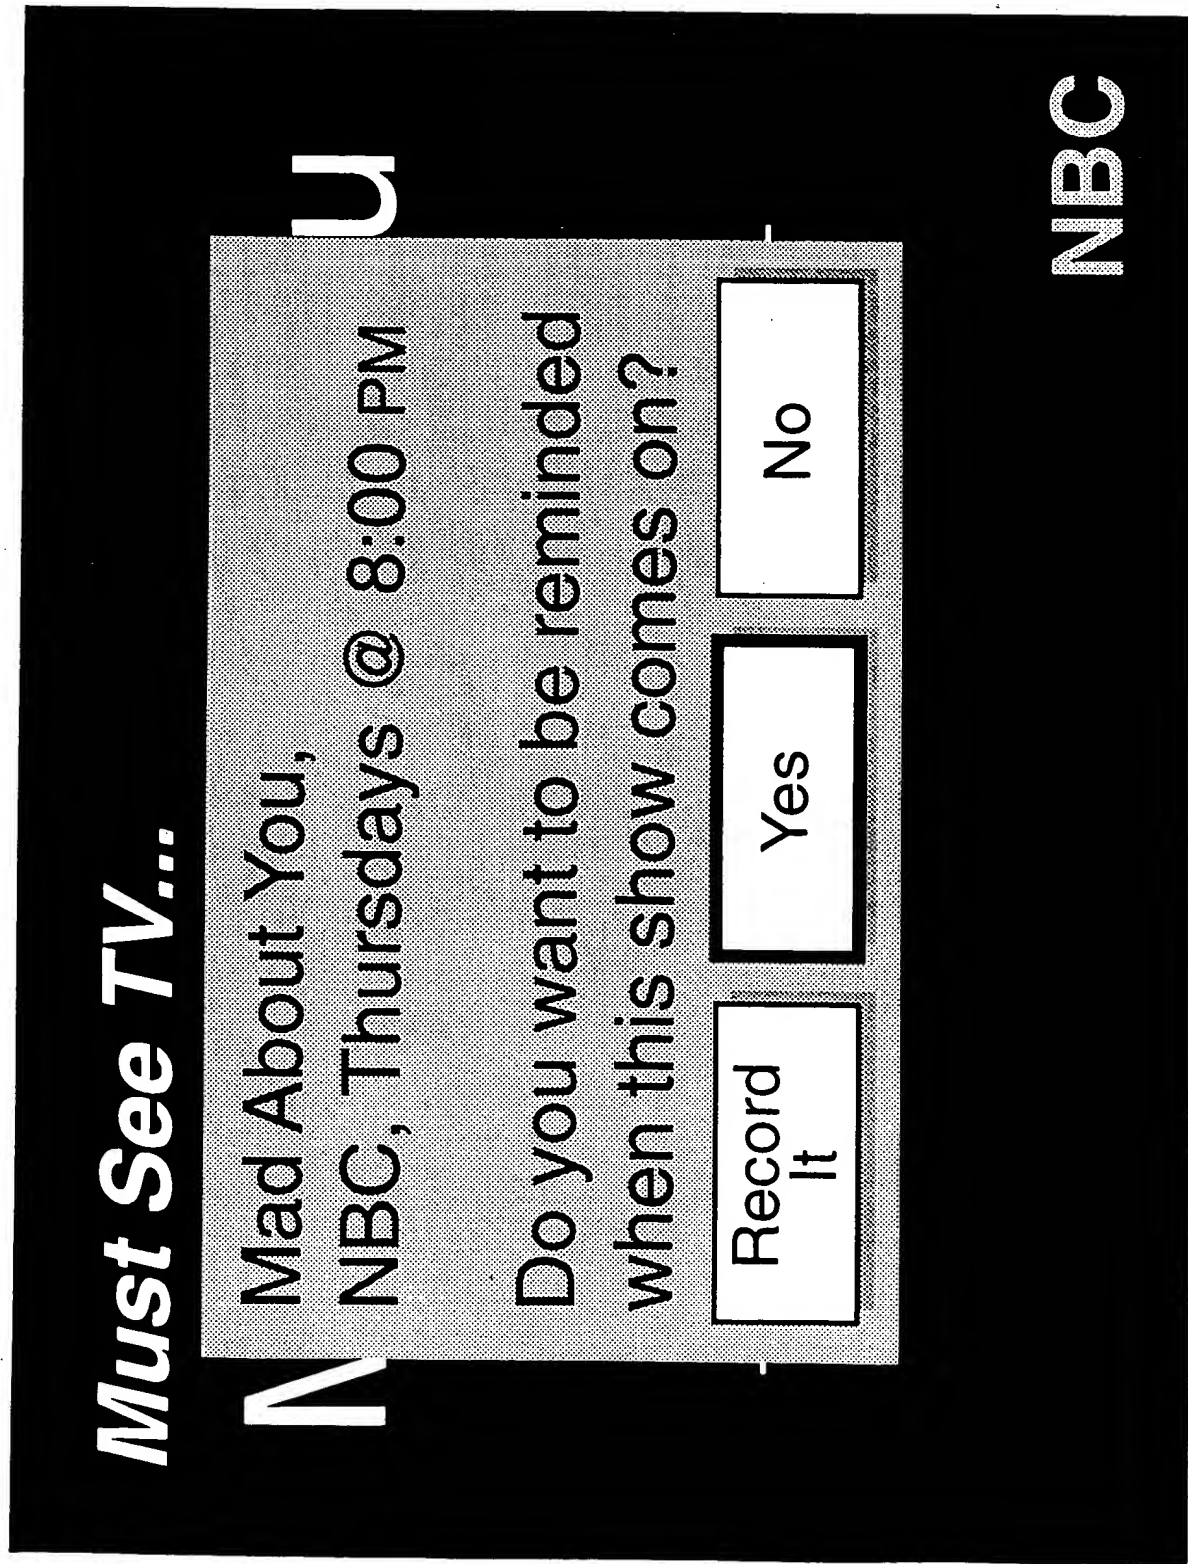 Must See TV...
Mad About You,
NBC, Thursdays @ 8:00 PM
Do you want to be reminded
when this show comes on?
Record
It
Yes
No
NBC